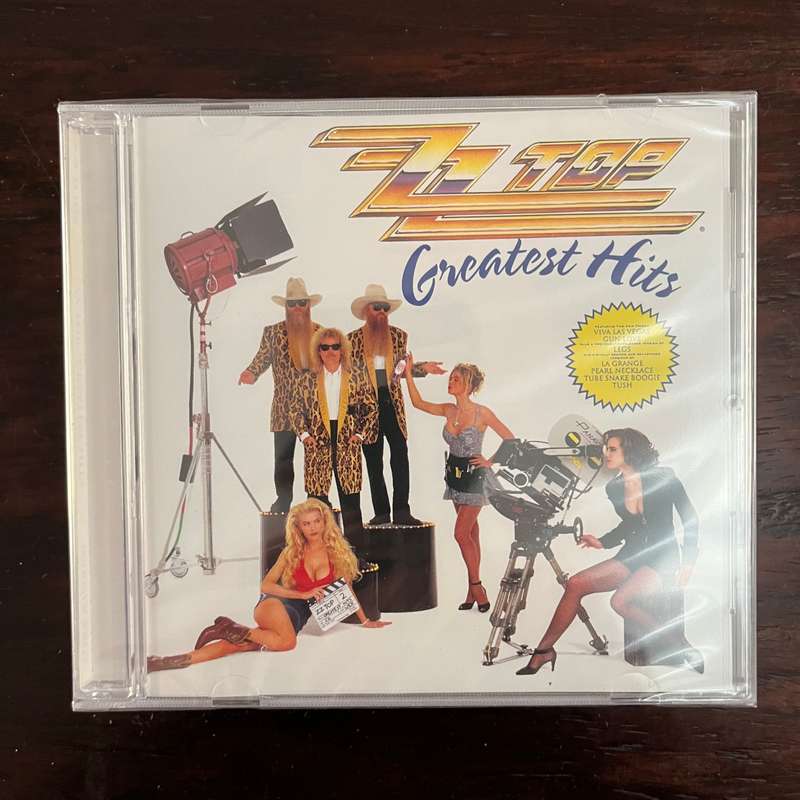 ZZ TOP
Greatest Hits
VIVA LAS VEGAS
GUN LOVE
LEGS
LA GRANGE
PEARL NECKLACE
TUBE SNAKE BOOGIE
TUSH
ZZ TOP 2